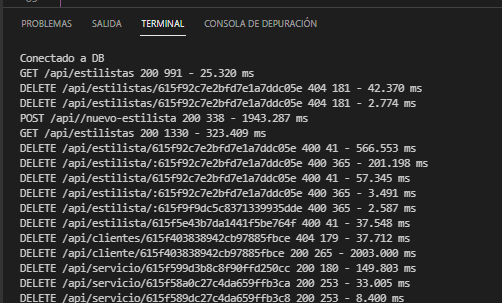 PROBLEMAS SALIDA TERMINAL CONSOLA DE DEPURACIÓN
Conectado a DB
GET /api/estilistas 200 991 - 25.320 ms
DELETE /api/estilistas/615f92c7e2bfd7e1a7ddc05e 404 181 - 42.370 ms
DELETE /api/estilistas/615f92c7e2bfd7e1a7ddc05e 404 181 - 2.774 ms
POST /api//nuevo-estilista 200 338 - 1943.287 ms
GET /api/estilistas 200 1330 - 323.409 ms
DELETE /api/estilista/615f92c7e2bfd7e1a7ddc05e 400 41 - 566.553 ms
DELETE /api/estilista/:615f92c7e2bfd7e1a7ddc05e 400 365 - 201.198 ms
DELETE /api/estilista/615f92c7e2bfd7e1a7ddc05e 400 41 - 57.345 ms
DELETE /api/estilista/:615f92c7e2bfd7e1a7ddc05e 400 365 - 3.491 ms
DELETE /api/estilista/:615f9f9dc5c8371339935dde 400 365 - 2.587 ms
DELETE /api/estilista/615f5e43b7da1441f5be764f 400 41 - 37.548 ms
DELETE /api/clientes/615f403838942cb97885fbce 404 179 - 37.712 ms
DELETE /api/cliente/615f403838942cb97885fbce 200 265 - 2003.000 ms
DELETE /api/servicio/615f599d3b8c8f90ffd250cc 200 180 - 149.803 ms
DELETE /api/servicio/615f58a0c27c4da659ffb3ca 200 253 - 33.005 ms
DELETE /api/servicio/615f589dc27c4da659ffb3c8 200 253 - 8.400 ms